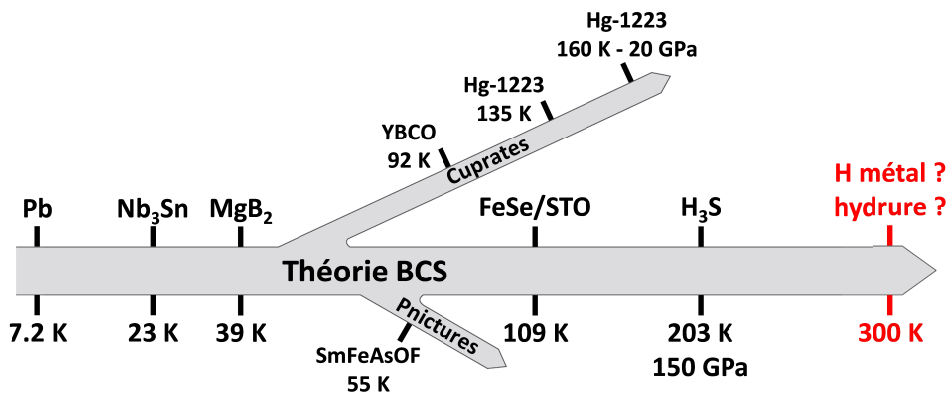 Hg-1223
160 K - 20 GPa
Hg-1223
135 K
YBCO
92 K
Cuprates
H métal ?
hydrure ?
Pb
Nb₃Sn
MgB₂
FeSe/STO
H₃S
Théorie BCS
Pnictures
7.2 K
23 K
39 K
109 K
203 K
300 K
150 GPa
SmFeAsOF
55 K